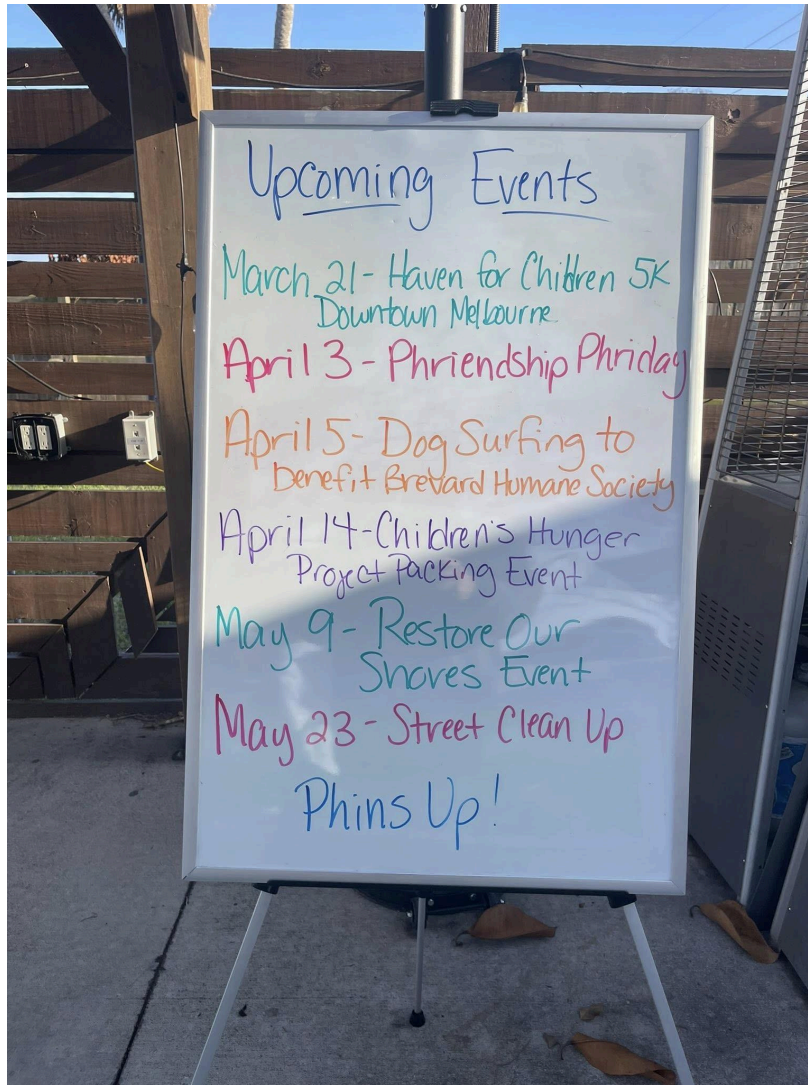 Upcoming Events
March 21 - Haven for Children 5K
Downtown Melbourne
April 3 - Phriendship Phriday
April 5 - Dog Surfing to
benefit Brevard Humane Society
April 14 - Children's Hunger
Project Packing Event
May 9 - Restore Our
Shores Event
May 23 - Street Clean Up
Phins Up!